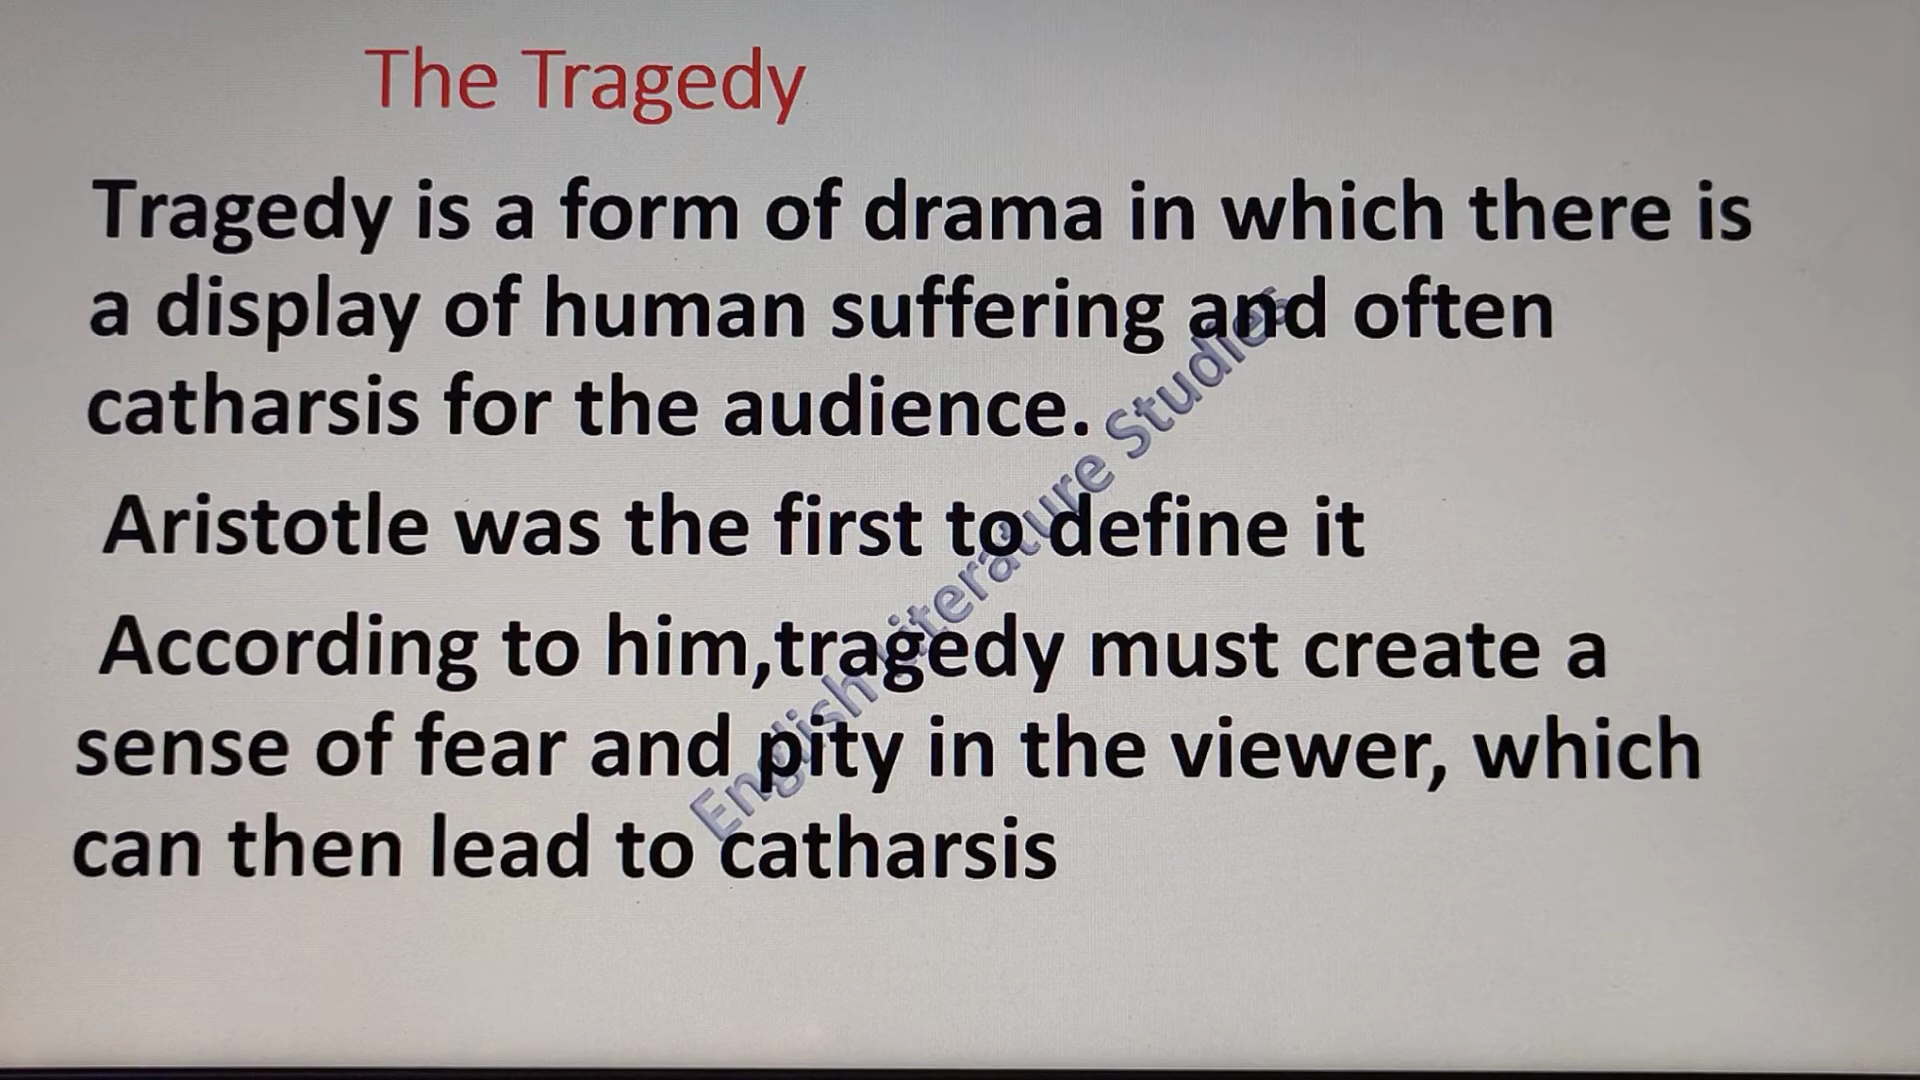 The Tragedy
Tragedy is a form of drama in which there is
a display of human suffering and often
catharsis for the audience.
Aristotle was the first to define it
According to him,tragedy must create a
sense of fear and pity in the viewer, which
can then lead to catharsis
English Literature Studies